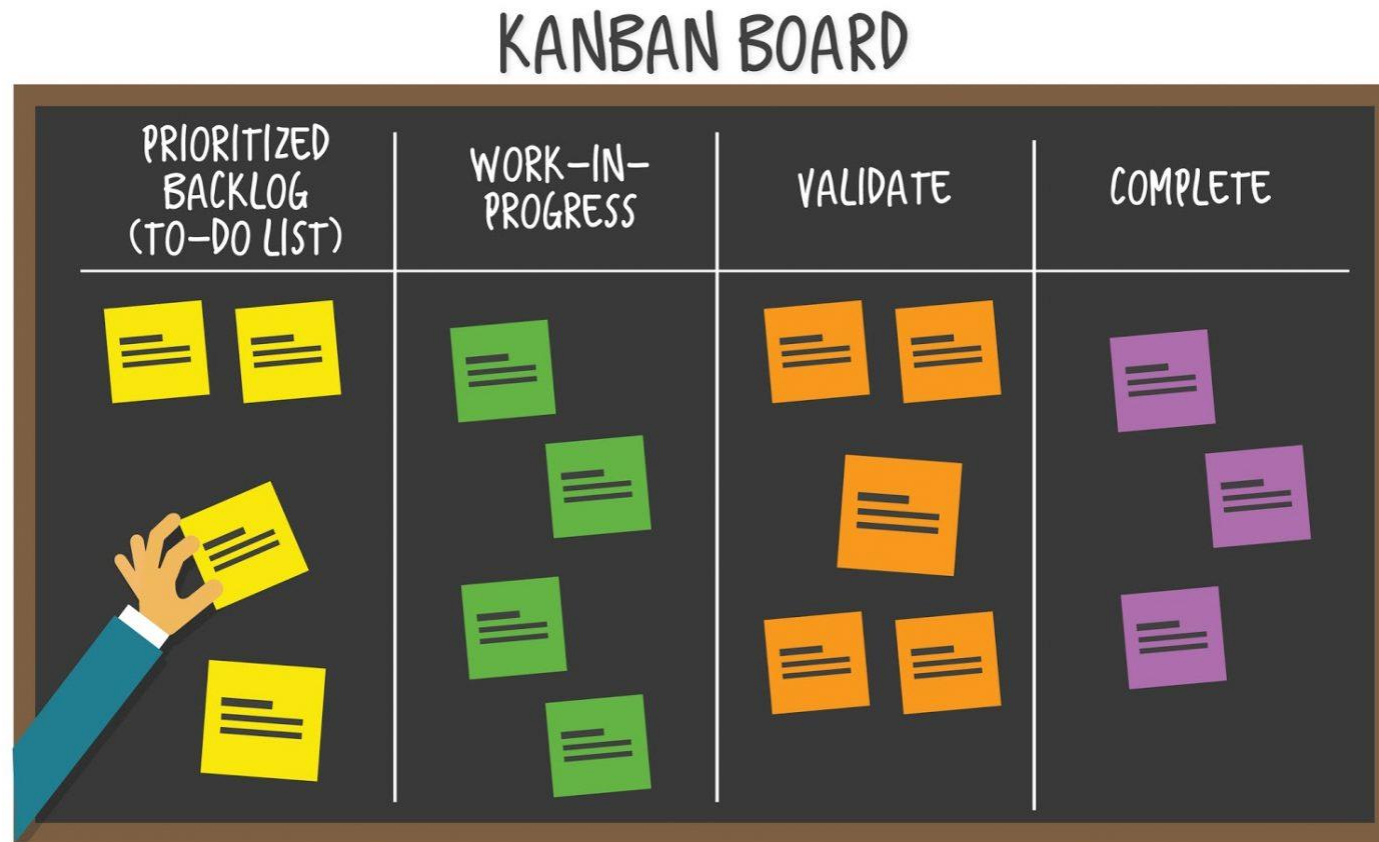 KANBAN BOARD
PRIORITIZED
BACKLOG
(TO-DO LIST)
WORK-IN-
PROGRESS
VALIDATE
COMPLETE